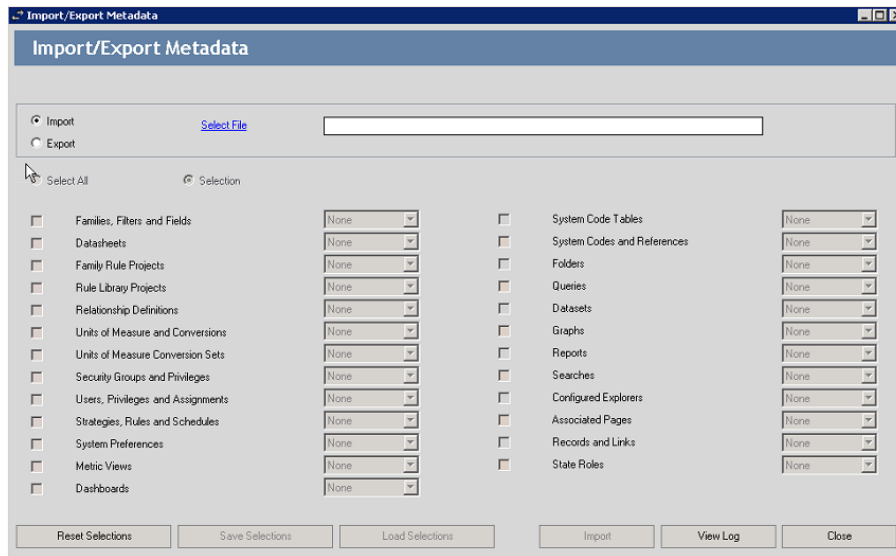 Import/Export Metadata
Import/Export Metadata
Import
Select File
Export
Select All
Selection
Families, Filters and Fields
None
System Code Tables
None
Datasheets
None
System Codes and References
None
Family Rule Projects
None
Folders
None
Rule Library Projects
None
Queries
None
Relationship Definitions
None
Datasets
None
Units of Measure and Conversions
None
Graphs
None
Units of Measure Conversion Sets
None
Reports
None
Security Groups and Privileges
None
Searches
None
Users, Privileges and Assignments
None
Configured Explorers
None
Strategies, Rules and Schedules
None
Associated Pages
None
System Preferences
None
Records and Links
None
Metric Views
None
State Roles
None
Dashboards
None
Reset Selections
Save Selections
Load Selections
Import
View Log
Close